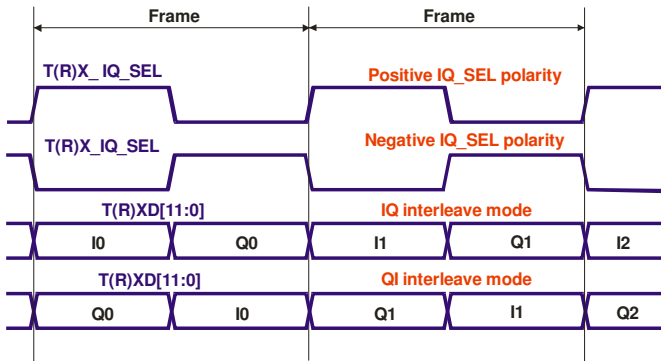 Frame Frame
T(R)X_ IQ_SEL Positive IQ_SEL polarity
T(R)X_IQ_SEL Negative IQ_SEL polarity
T(R)XD[11:0] IQ interleave mode
I0 Q0 I1 Q1 I2
T(R)XD[11:0] QI interleave mode
Q0 I0 Q1 I1 Q2